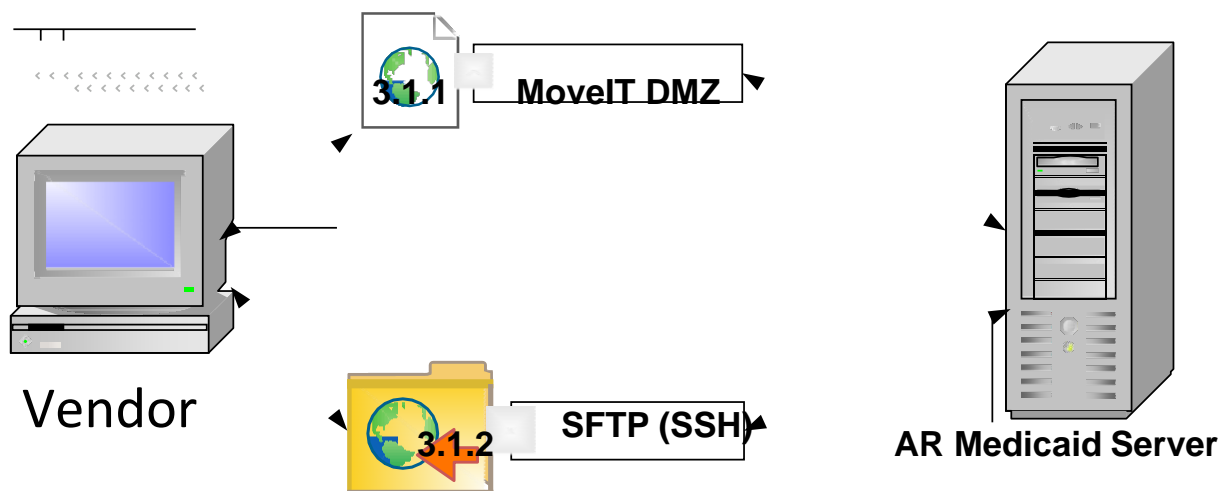 3.1.1 MoveIT DMZ
Vendor
3.1.2 SFTP (SSH)
AR Medicaid Server